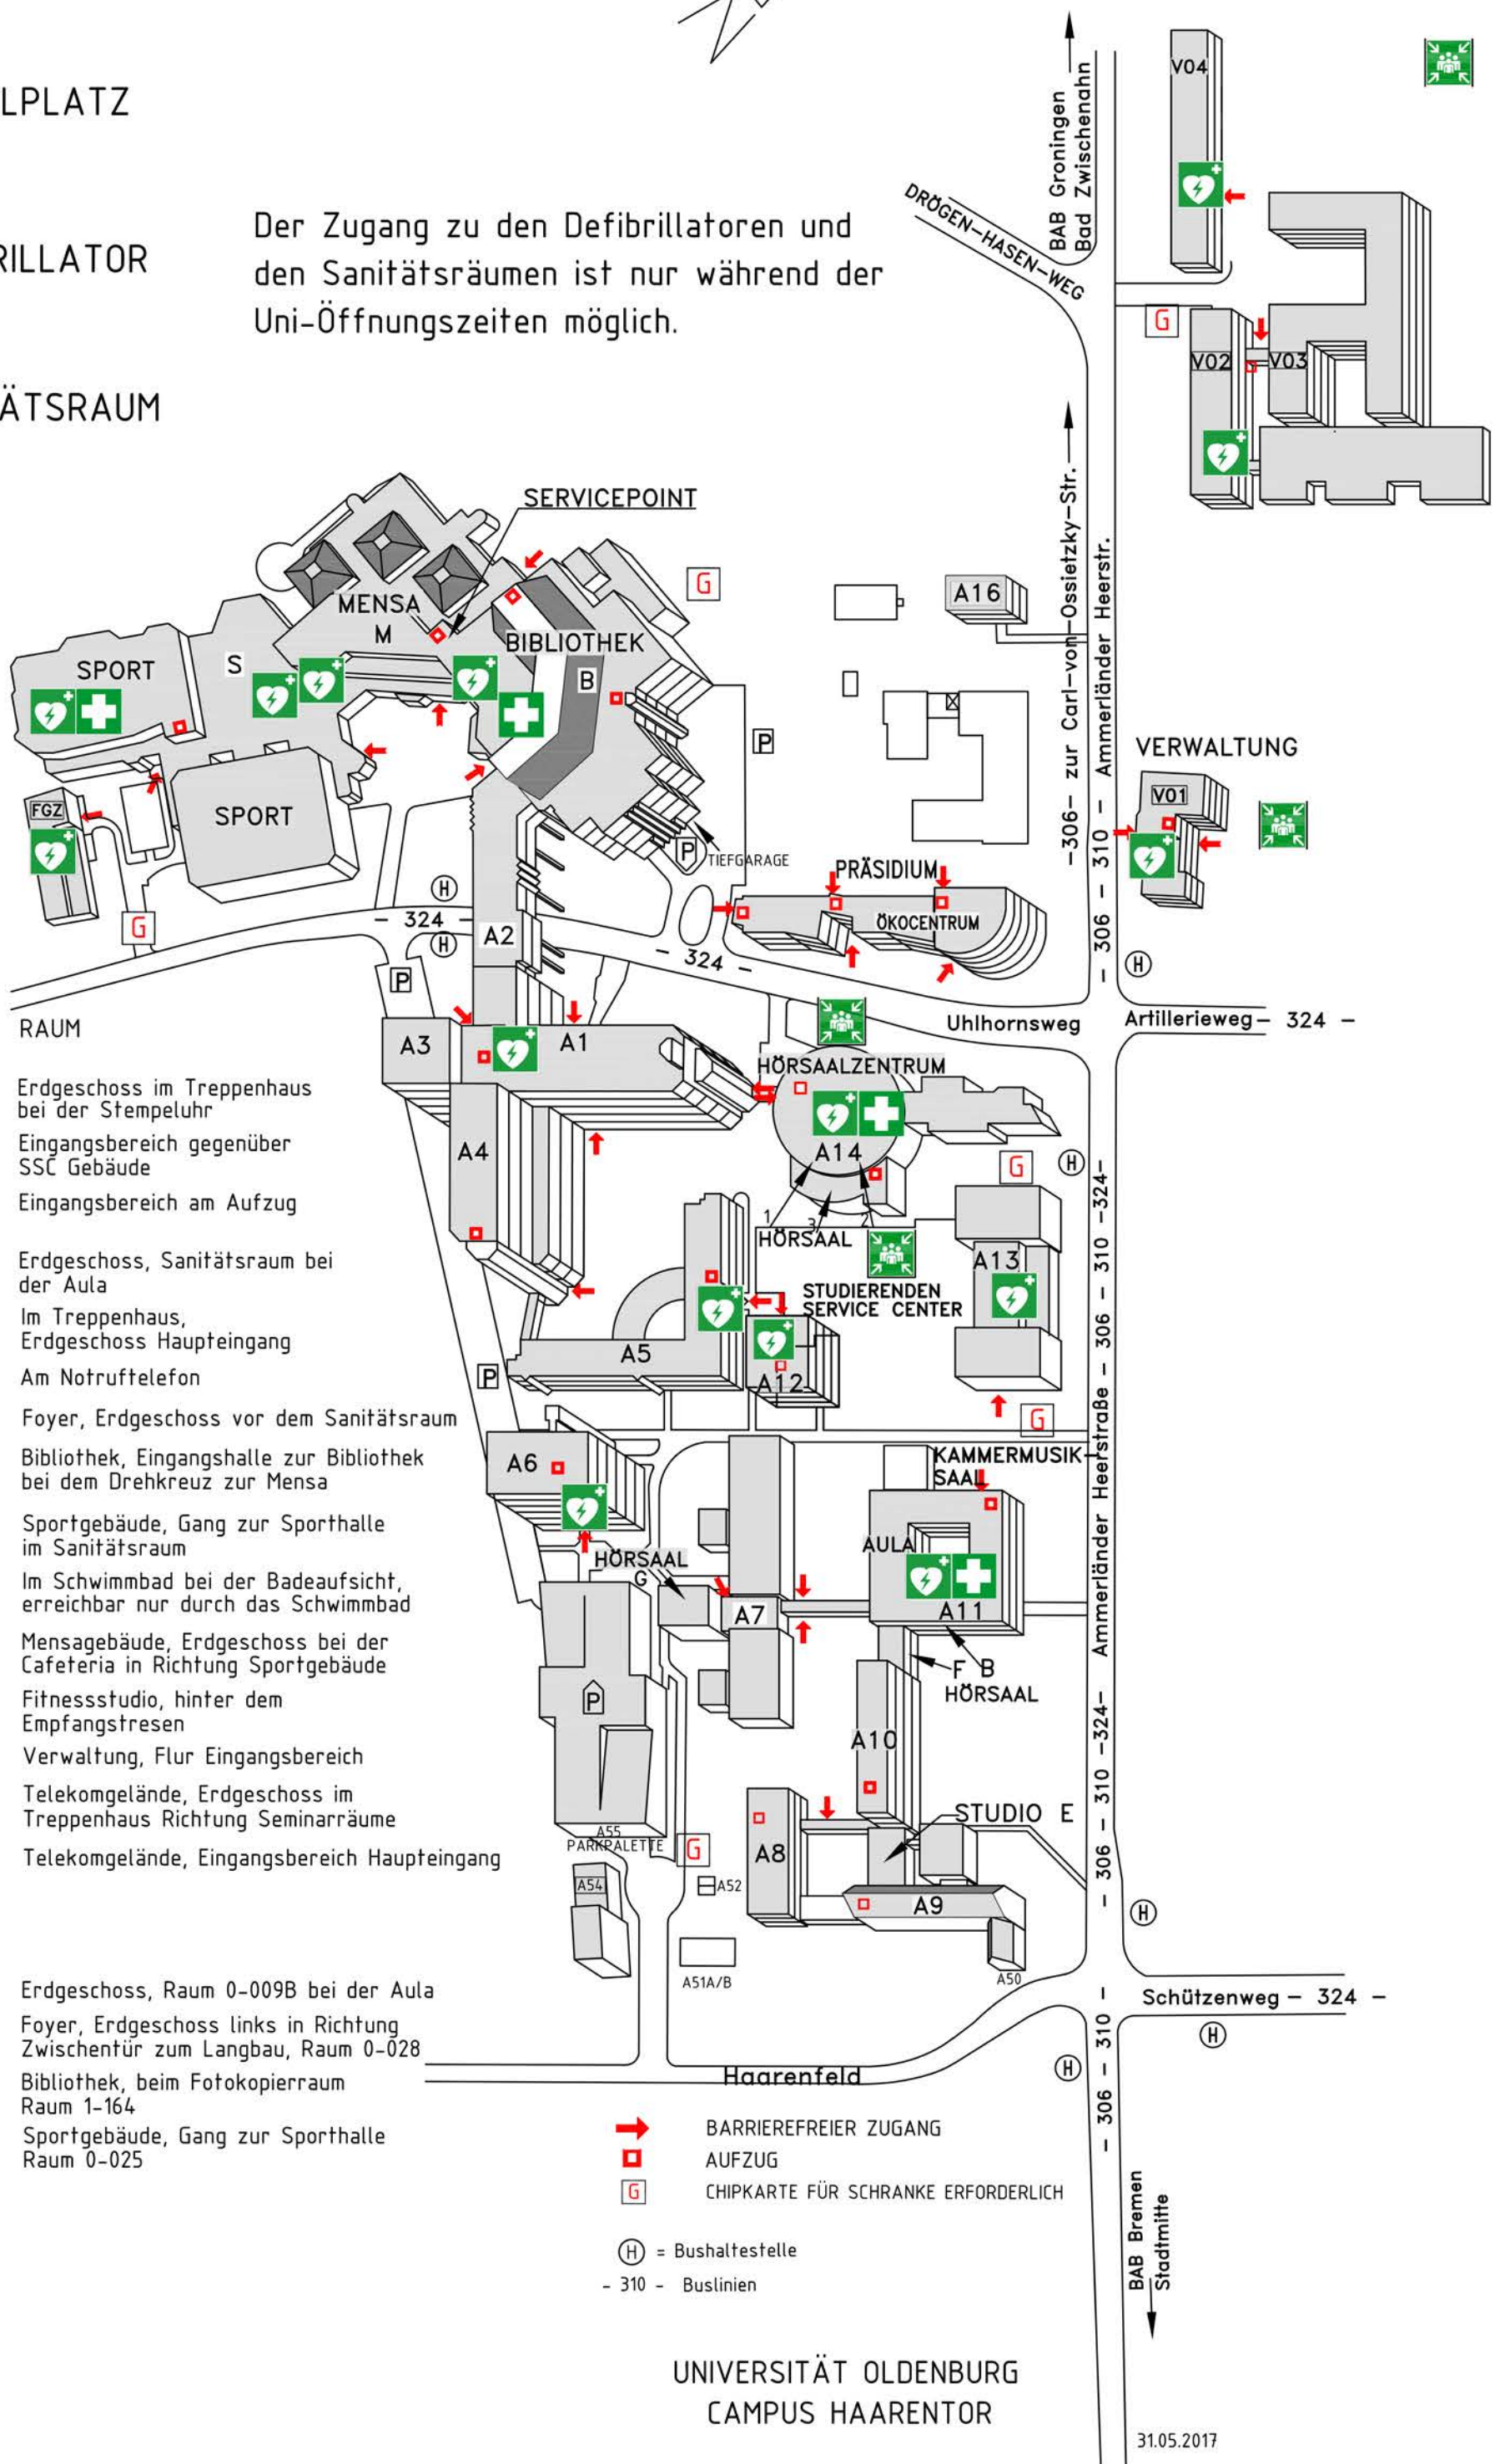 LPLATZ
RILLATOR
ÄTSRAUM
Der Zugang zu den Defibrillatoren und
den Sanitätsräumen ist nur während der
Uni-Öffnungszeiten möglich.
BAB Groningen
Bad Zwischenahn
DRÖGEN-HASEN-WEG
V04
G
V02
V03
-306- zur Carl-von-Ossietzky-Str.
- 306 - 310 - Ammerländer Heerstr.
SERVICEPOINT
G
A16
MENSA
M
BIBLIOTHEK
B
SPORT
S
P
VERWALTUNG
V01
FGZ
SPORT
P
TIEFGARAGE
PRÄSIDIUM
ÖKOCENTRUM
H
G
- 324 -
H
A2
- 324 -
H
P
Uhlhornsweg
Artillerieweg - 324 -
A3
A1
HÖRSAALZENTRUM
A4
A14
G
H
1
3
2
HÖRSAAL
A13
STUDIERENDEN
SERVICE CENTER
A5
P
A12
G
A6
KAMMERMUSIK-
SAAL
AULA
HÖRSAAL
G
A7
A11
F B
HÖRSAAL
P
A10
STUDIO E
A55
PARKPALETTE
G
A8
A54
A52
A9
H
A51A/B
A50
Ammerländer Heerstraße - 306 - 310 -324-
- 306 - 310 -324-
Schützenweg - 324 -
H
Haarenfeld
H
- 306 - 310 -
BAB Bremen
Stadtmitte
RAUM
Erdgeschoss im Treppenhaus
bei der Stempeluhr
Eingangsbereich gegenüber
SSC Gebäude
Eingangsbereich am Aufzug
Erdgeschoss, Sanitätsraum bei
der Aula
Im Treppenhaus,
Erdgeschoss Haupteingang
Am Notruftelefon
Foyer, Erdgeschoss vor dem Sanitätsraum
Bibliothek, Eingangshalle zur Bibliothek
bei dem Drehkreuz zur Mensa
Sportgebäude, Gang zur Sporthalle
im Sanitätsraum
Im Schwimmbad bei der Badeaufsicht,
erreichbar nur durch das Schwimmbad
Mensagebäude, Erdgeschoss bei der
Cafeteria in Richtung Sportgebäude
Fitnessstudio, hinter dem
Empfangstresen
Verwaltung, Flur Eingangsbereich
Telekomgelände, Erdgeschoss im
Treppenhaus Richtung Seminarräume
Telekomgelände, Eingangsbereich Haupteingang
Erdgeschoss, Raum 0-009B bei der Aula
Foyer, Erdgeschoss links in Richtung
Zwischentür zum Langbau, Raum 0-028
Bibliothek, beim Fotokopierraum
Raum 1-164
Sportgebäude, Gang zur Sporthalle
Raum 0-025
BARRIEREFREIER ZUGANG
AUFZUG
G CHIPKARTE FÜR SCHRANKE ERFORDERLICH
H = Bushaltestelle
- 310 - Buslinien
UNIVERSITÄT OLDENBURG
CAMPUS HAARENTOR
31.05.2017